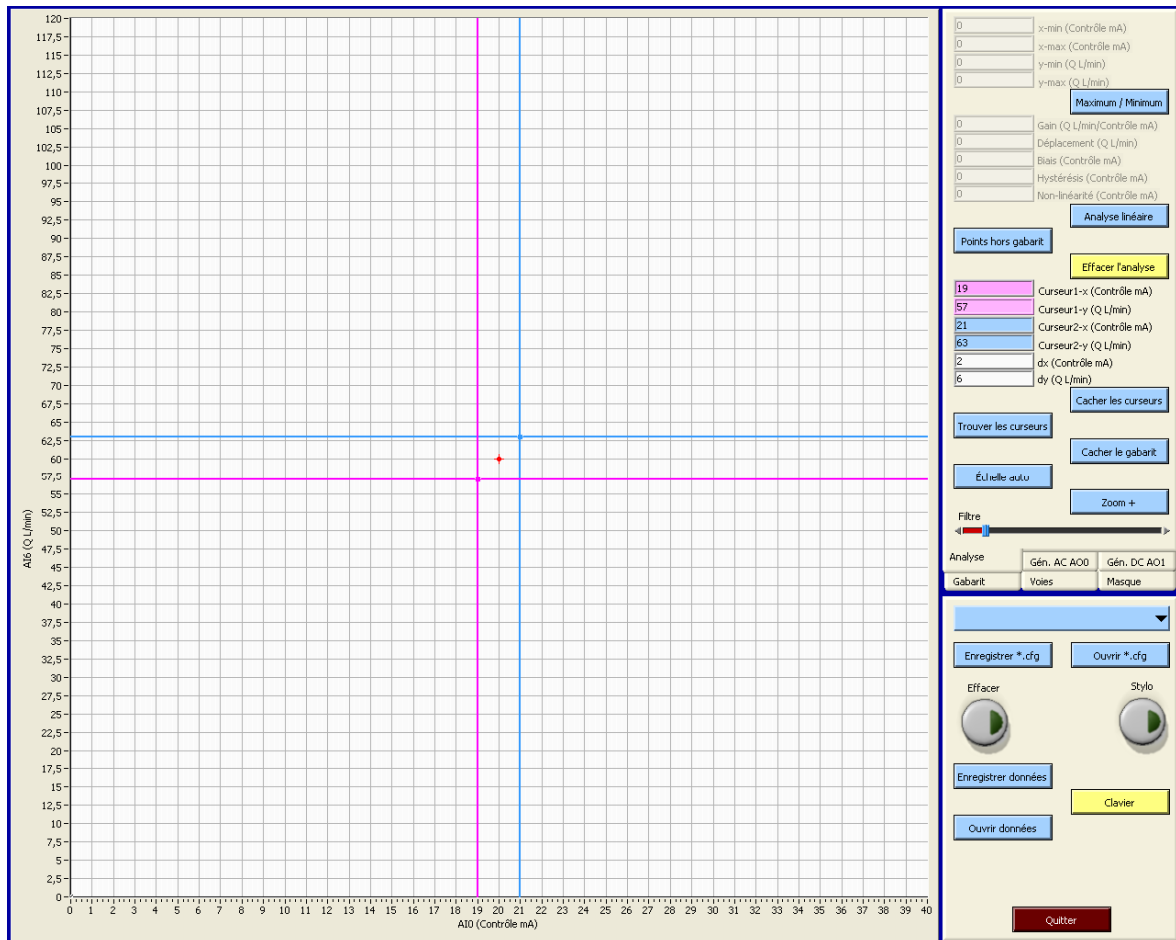 120
117,5
115
112,5
110
107,5
105
102,5
100
97,5
95
92,5
90
87,5
85
82,5
80
77,5
75
72,5
70
67,5
65
62,5
60
57,5
55
52,5
50
47,5
45
42,5
40
37,5
35
32,5
30
27,5
25
22,5
20
17,5
15
12,5
10
7,5
5
2,5
0
AI6 (Q L/min)
0 1 2 3 4 5 6 7 8 9 10 11 12 13 14 15 16 17 18 19 20 21 22 23 24 25 26 27 28 29 30 31 32 33 34 35 36 37 38 39 40
AI0 (Contrôle mA)
0 x-min (Contrôle mA)
0 x-max (Contrôle mA)
0 y-min (Q L/min)
0 y-max (Q L/min)
Maximum / Minimum
0 Gain (Q L/min/Contrôle mA)
0 Déplacement (Q L/min)
0 Biais (Contrôle mA)
0 Hystérésis (Contrôle mA)
0 Non-linéarité (Contrôle mA)
Analyse linéaire
Points hors gabarit
Effacer l'analyse
19 Curseur1-x (Contrôle mA)
57 Curseur1-y (Q L/min)
21 Curseur2-x (Contrôle mA)
63 Curseur2-y (Q L/min)
2 dx (Contrôle mA)
6 dy (Q L/min)
Cacher les curseurs
Trouver les curseurs
Cacher le gabarit
Échelle auto
Zoom +
Filtre
Analyse Gén. AC AO0 Gén. DC AO1
Gabarit Voies Masque
Enregistrer *.cfg Ouvrir *.cfg
Effacer Stylo
Enregistrer données
Clavier
Ouvrir données
Quitter